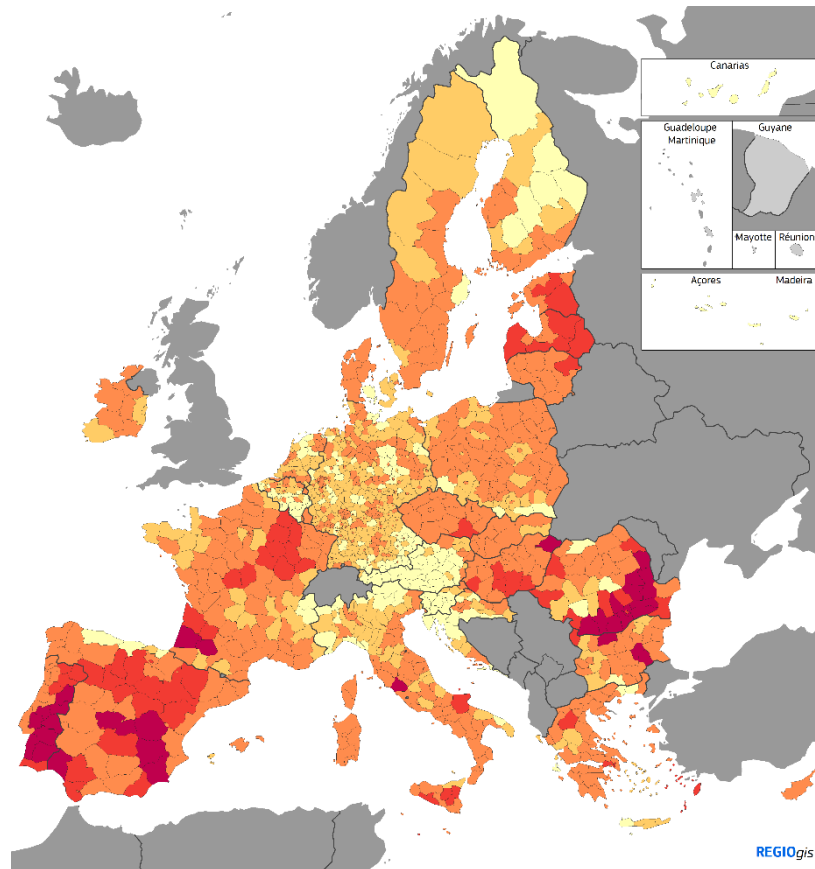 Canarias
Guadeloupe
Martinique
Guyane
Mayotte
Réunion
Açores
Madeira
REGIOgis